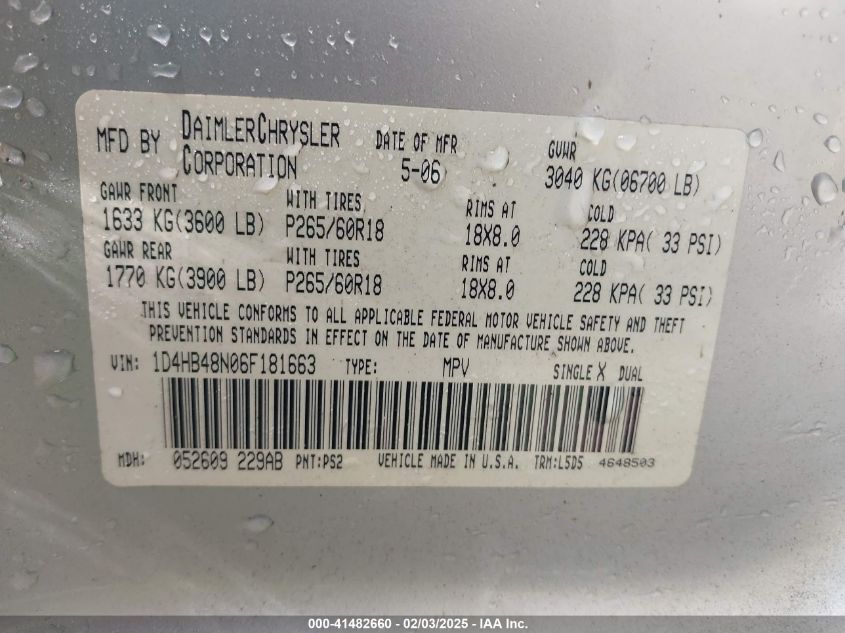 MFD BY DAIMLERCHRYSLER CORPORATION DATE OF MFR 5-06 GVWR 3040 KG(06700 LB)
GAWR FRONT WITH TIRES RIMS AT COLD
1633 KG(3600 LB) P265/60R18 18X8.0 228 KPA( 33 PSI)
GAWR REAR WITH TIRES RIMS AT COLD
1770 KG(3900 LB) P265/60R18 18X8.0 228 KPA( 33 PSI)
THIS VEHICLE CONFORMS TO ALL APPLICABLE FEDERAL MOTOR VEHICLE SAFETY AND THEFT
PREVENTION STANDARDS IN EFFECT ON THE DATE OF MANUFACTURE SHOWN ABOVE.
VIN: 1D4HB48N06F181663 TYPE: MPV SINGLE X DUAL
MDH: 052609 229AB PNT:PS2 VEHICLE MADE IN U.S.A. TRM:L5D5 4648503
000-41482660 - 02/03/2025 - IAA Inc.